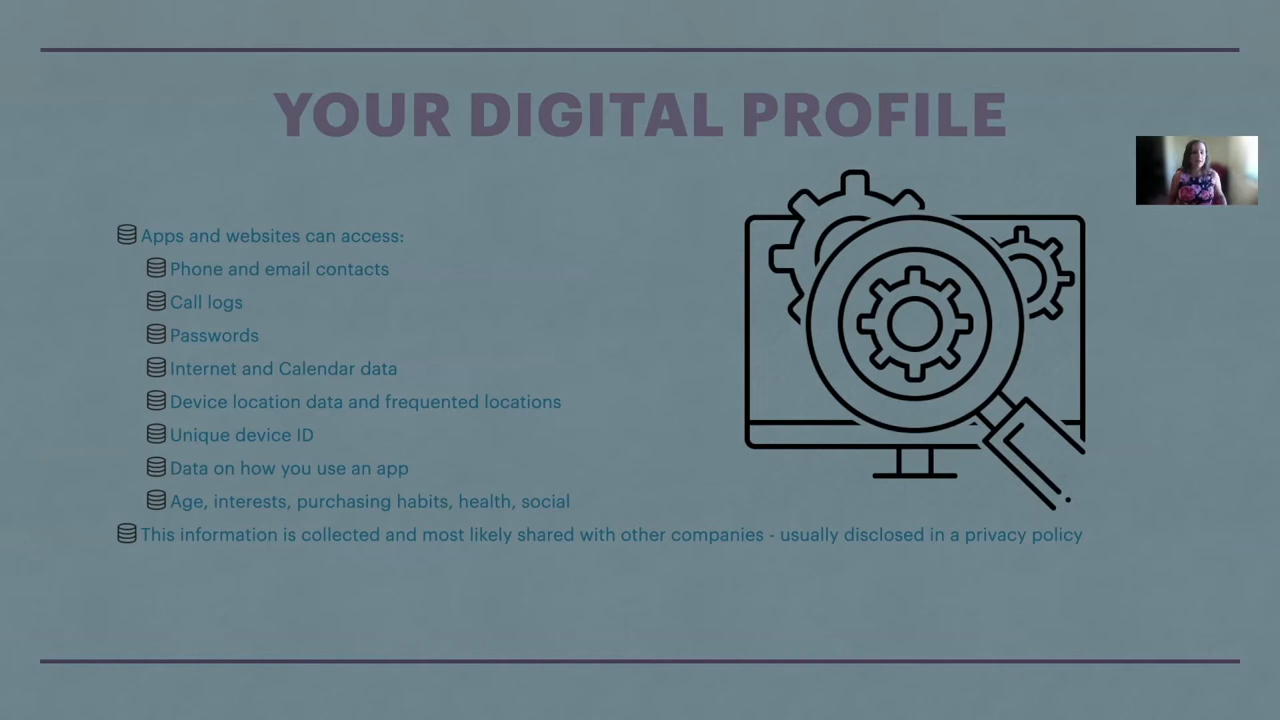 YOUR DIGITAL PROFILE
Apps and websites can access:
Phone and email contacts
Call logs
Passwords
Internet and Calendar data
Device location data and frequented locations
Unique device ID
Data on how you use an app
Age, interests, purchasing habits, health, social
This information is collected and most likely shared with other companies - usually disclosed in a privacy policy